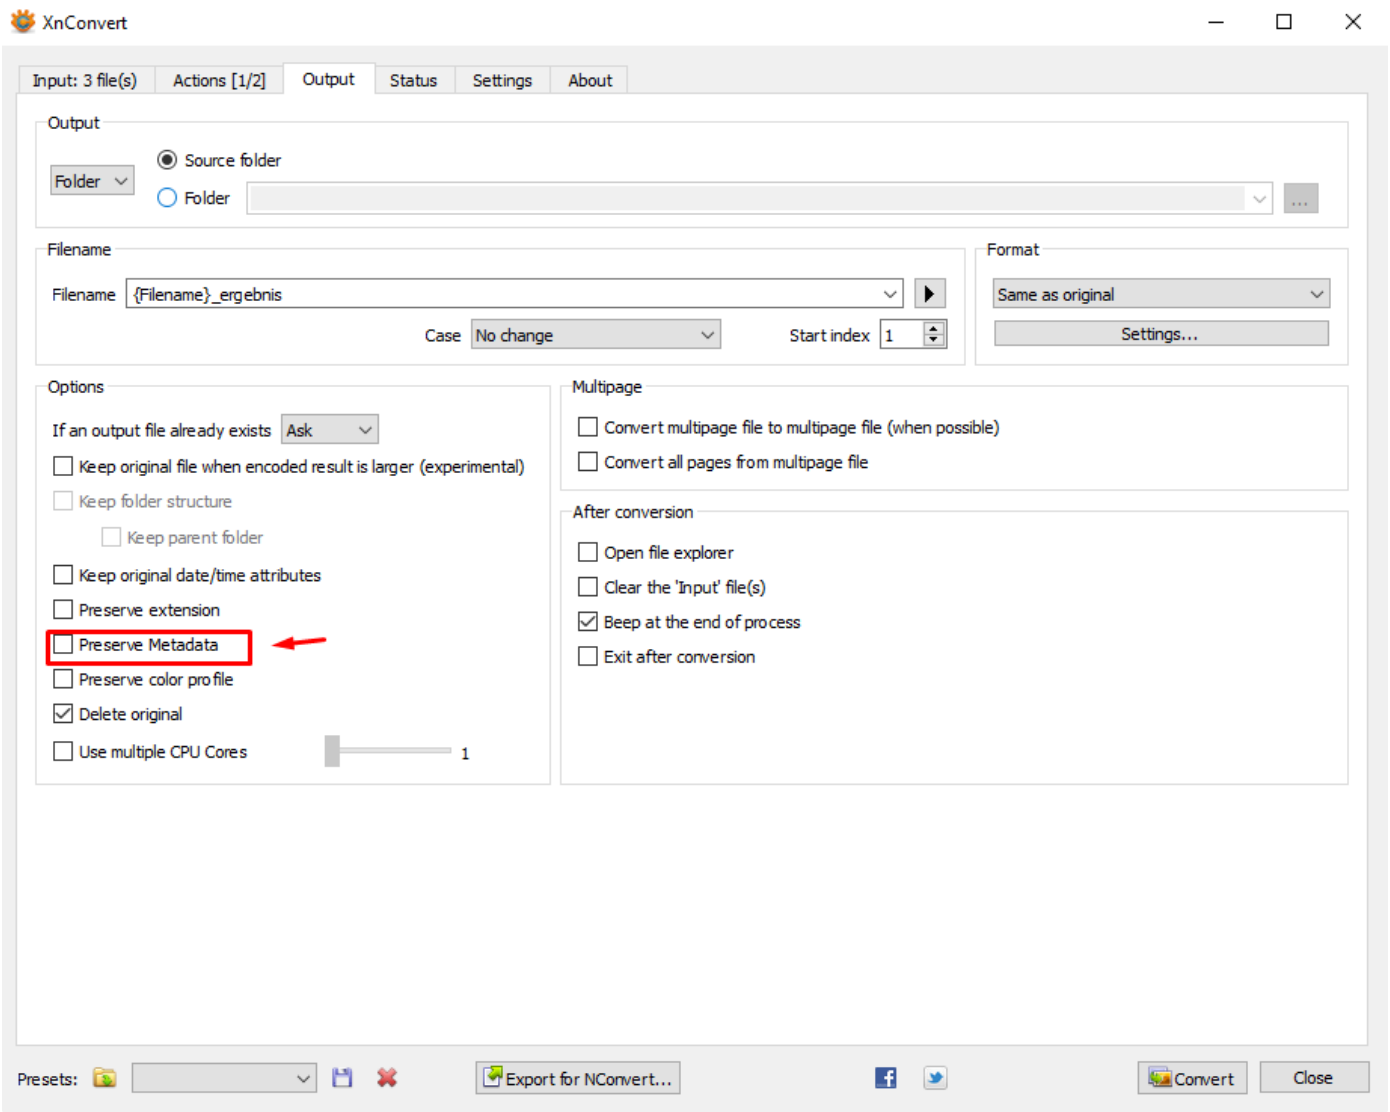 XnConvert
Input: 3 file(s) Actions [1/2] Output Status Settings About
Output
Folder
Source folder
Folder
...
Filename
Filename {Filename}_ergebnis
Case No change Start index 1
Format
Same as original
Settings...
Options
If an output file already exists Ask
Keep original file when encoded result is larger (experimental)
Keep folder structure
Keep parent folder
Keep original date/time attributes
Preserve extension
Preserve Metadata
Preserve color profile
Delete original
Use multiple CPU Cores 1
Multipage
Convert multipage file to multipage file (when possible)
Convert all pages from multipage file
After conversion
Open file explorer
Clear the 'Input' file(s)
Beep at the end of process
Exit after conversion
Presets: Export for NConvert... Convert Close